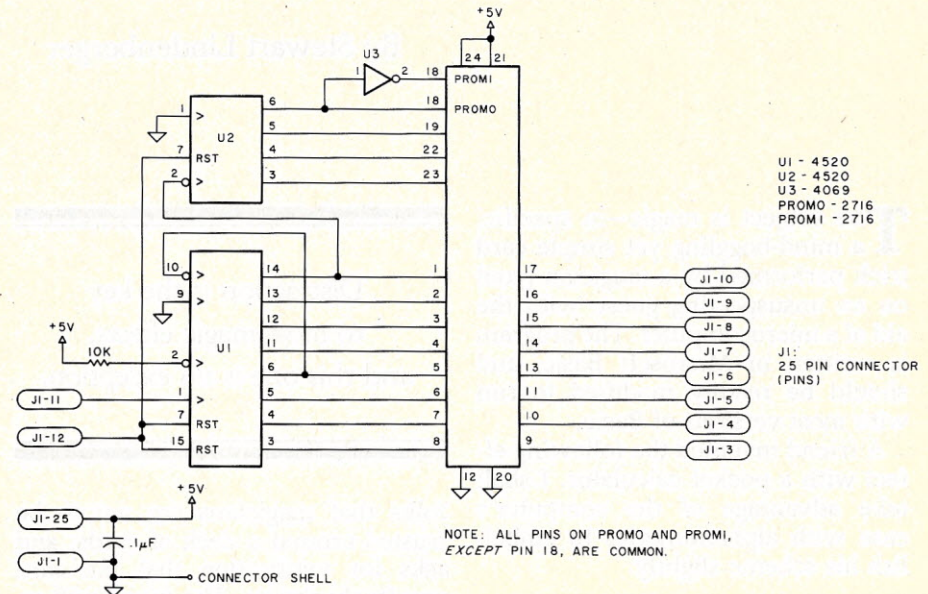 +5V
U3
24 21
1 2 18 PROM1
6 18 PROM0
1 >
5 19
U2
7 RST 4 22
2 > 3 23
U1 - 4520
U2 - 4520
U3 - 4069
PROM0 - 2716
PROM1 - 2716
10 > 14 1 17 J1-10
9 > 13 2 16 J1-9
12 3 15 J1-8
+5V
U1
11 4 14 J1-7
10K 2 > 6 5 13 J1-6
J1:
25 PIN CONNECTOR
(PINS)
J1-11 1 > 5 6 11 J1-5
J1-12 7 RST 4 7 10 J1-4
15 RST 3 8 9 J1-3
12 20
+5V
J1-25
.1μF
J1-1
CONNECTOR SHELL
NOTE: ALL PINS ON PROM0 AND PROM1,
EXCEPT PIN 18, ARE COMMON.